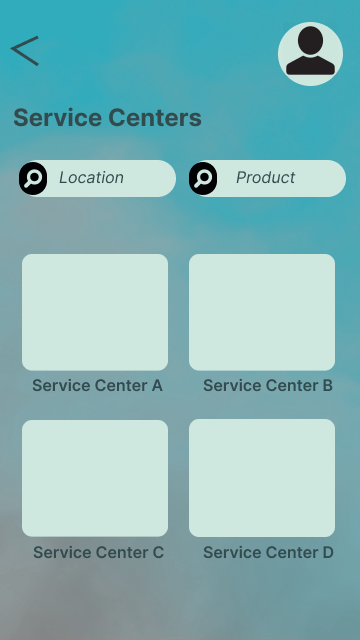 Service Centers
Location
Product
Service Center A
Service Center B
Service Center C
Service Center D